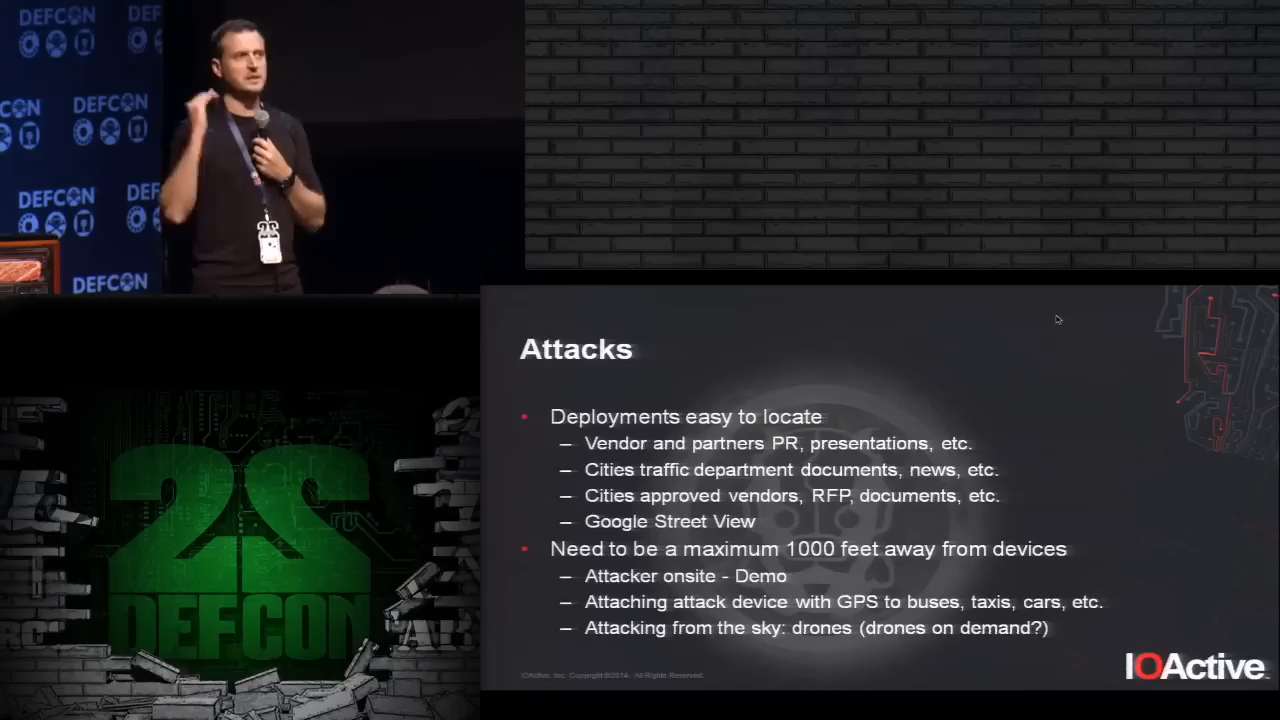 DEFCON
DEF
CON
DEFCON
DEFCON
DEF
DEFCON
Attacks
• Deployments easy to locate
– Vendor and partners PR, presentations, etc.
– Cities traffic department documents, news, etc.
– Cities approved vendors, RFP, documents, etc.
– Google Street View
• Need to be a maximum 1000 feet away from devices
– Attacker onsite - Demo
– Attaching attack device with GPS to buses, taxis, cars, etc.
– Attacking from the sky: drones (drones on demand?)
IOActive, Inc. Copyright ©2014. All Rights Reserved.
IOActive
22
DEFCON